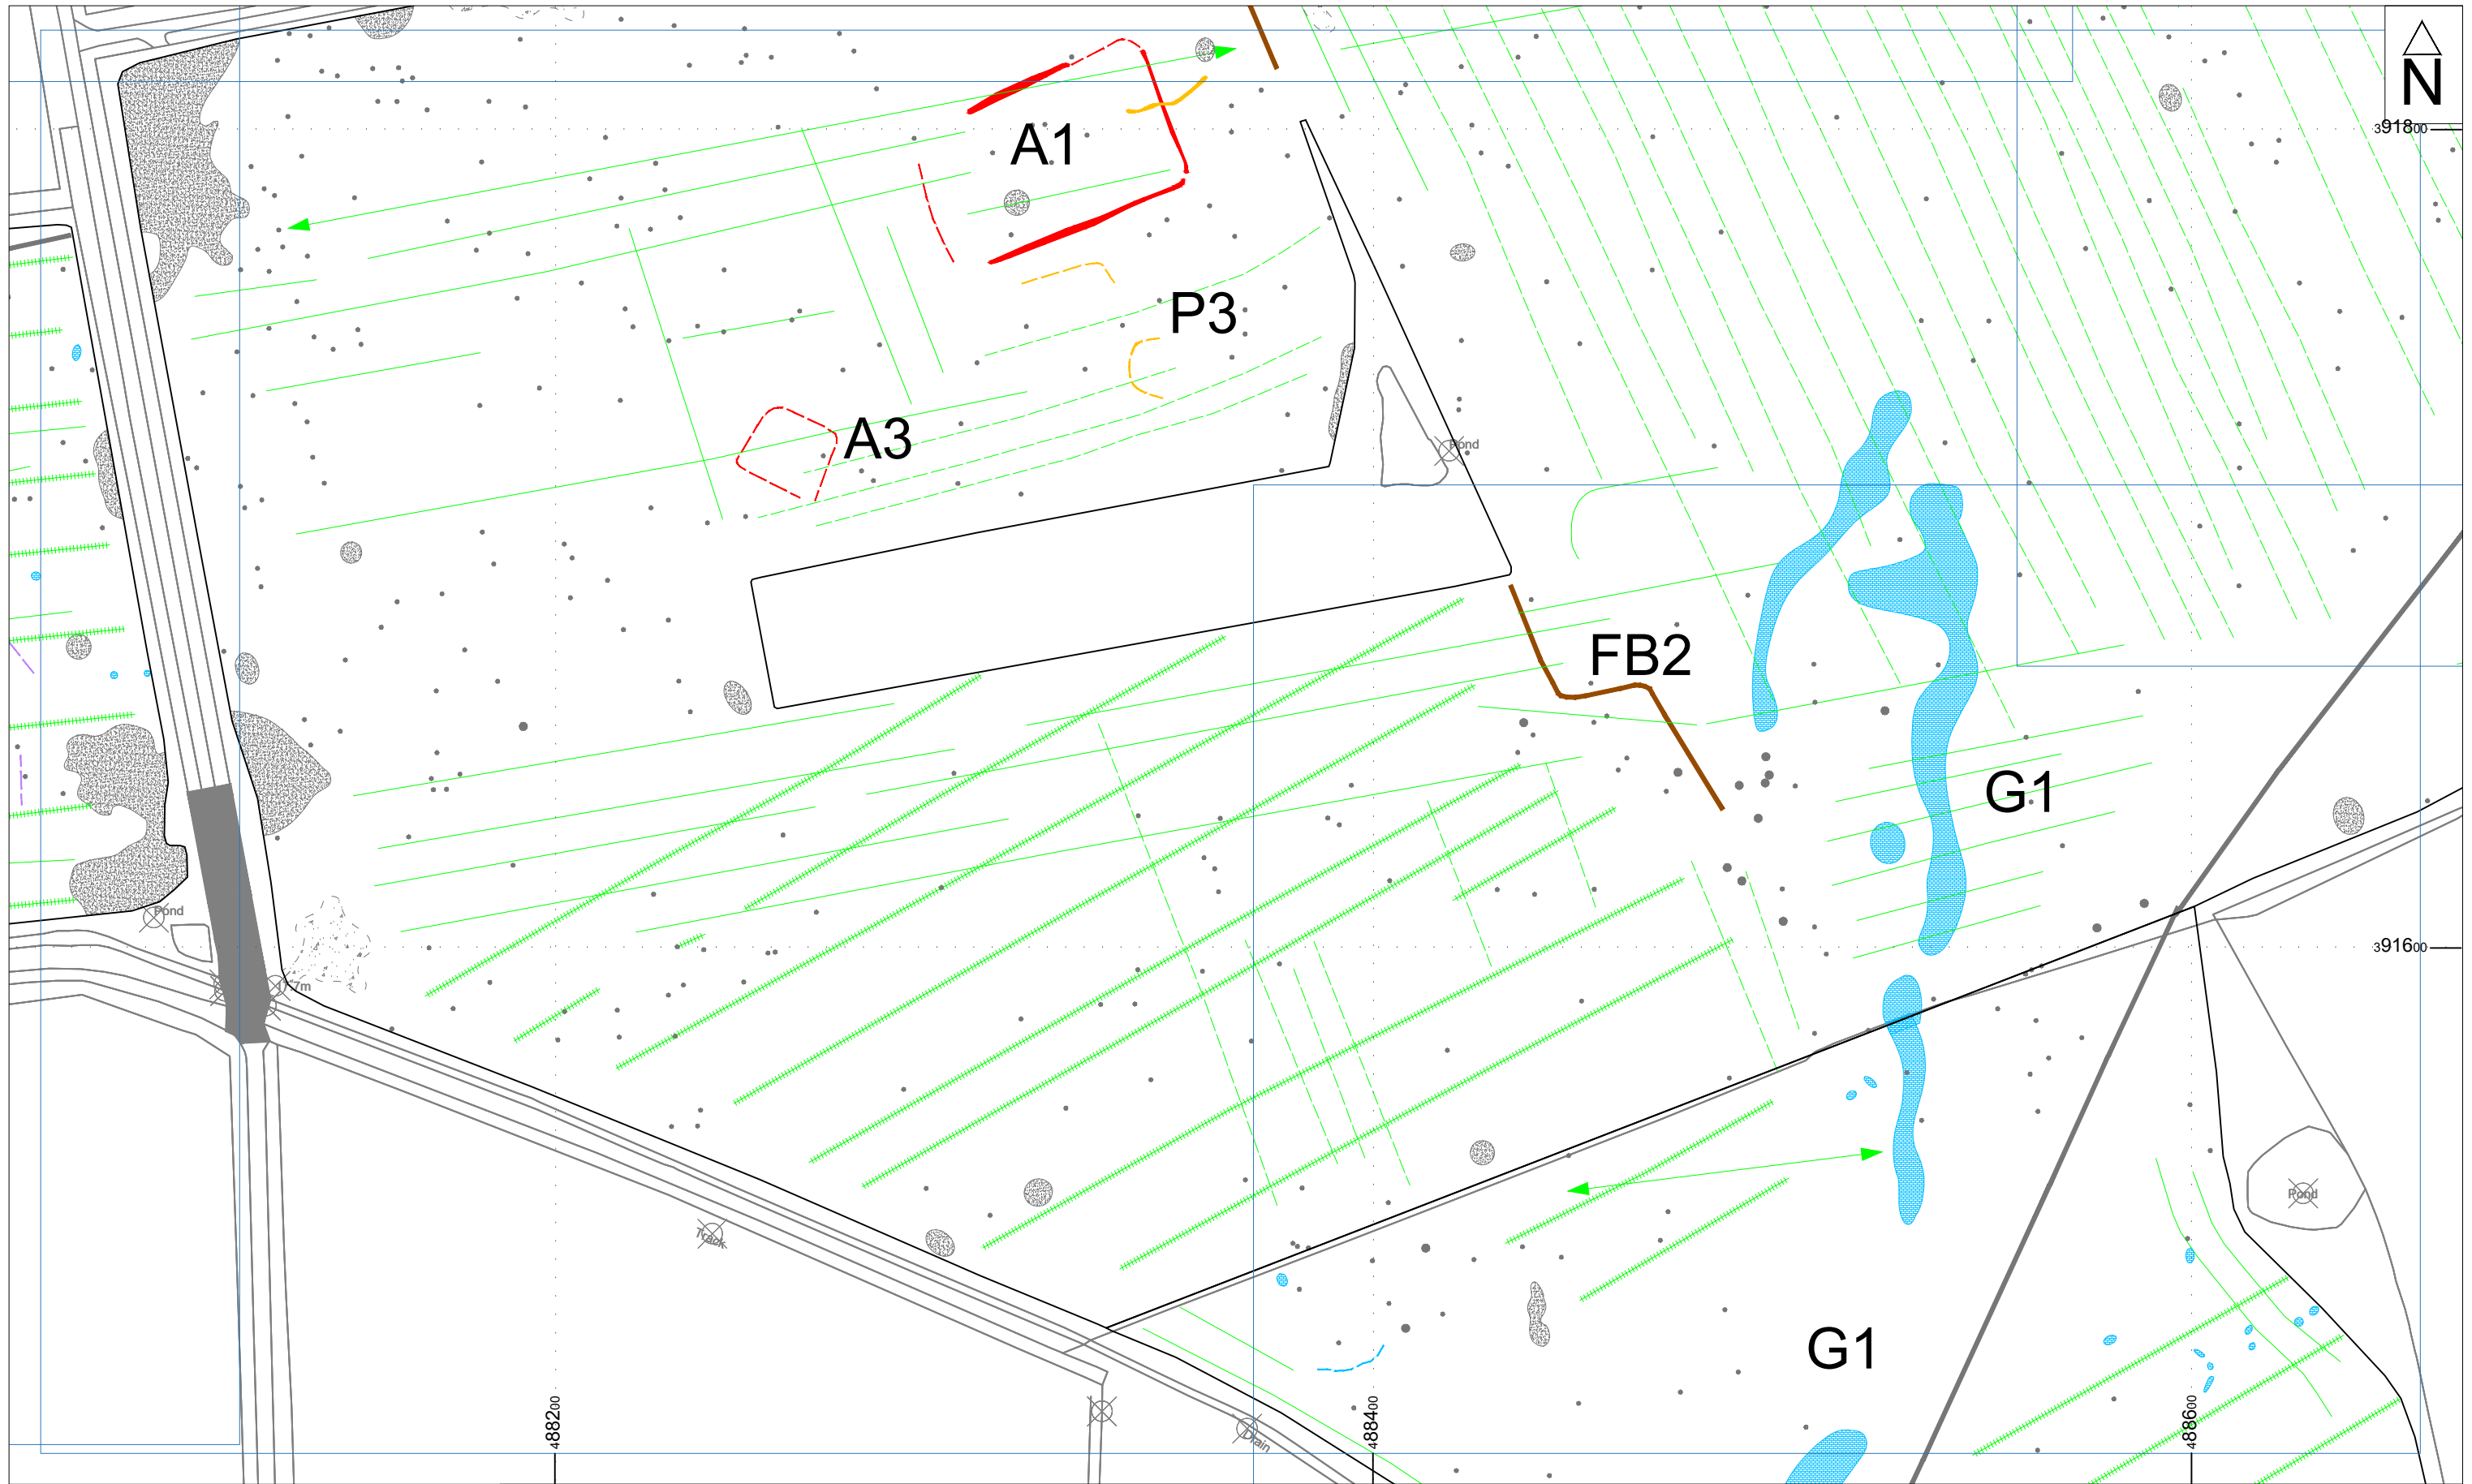 N
391800
A1
P3
A3
Pond
FB2
G1
Pond
391600
Pond
Track
G1
Drain
488200
488400
488600